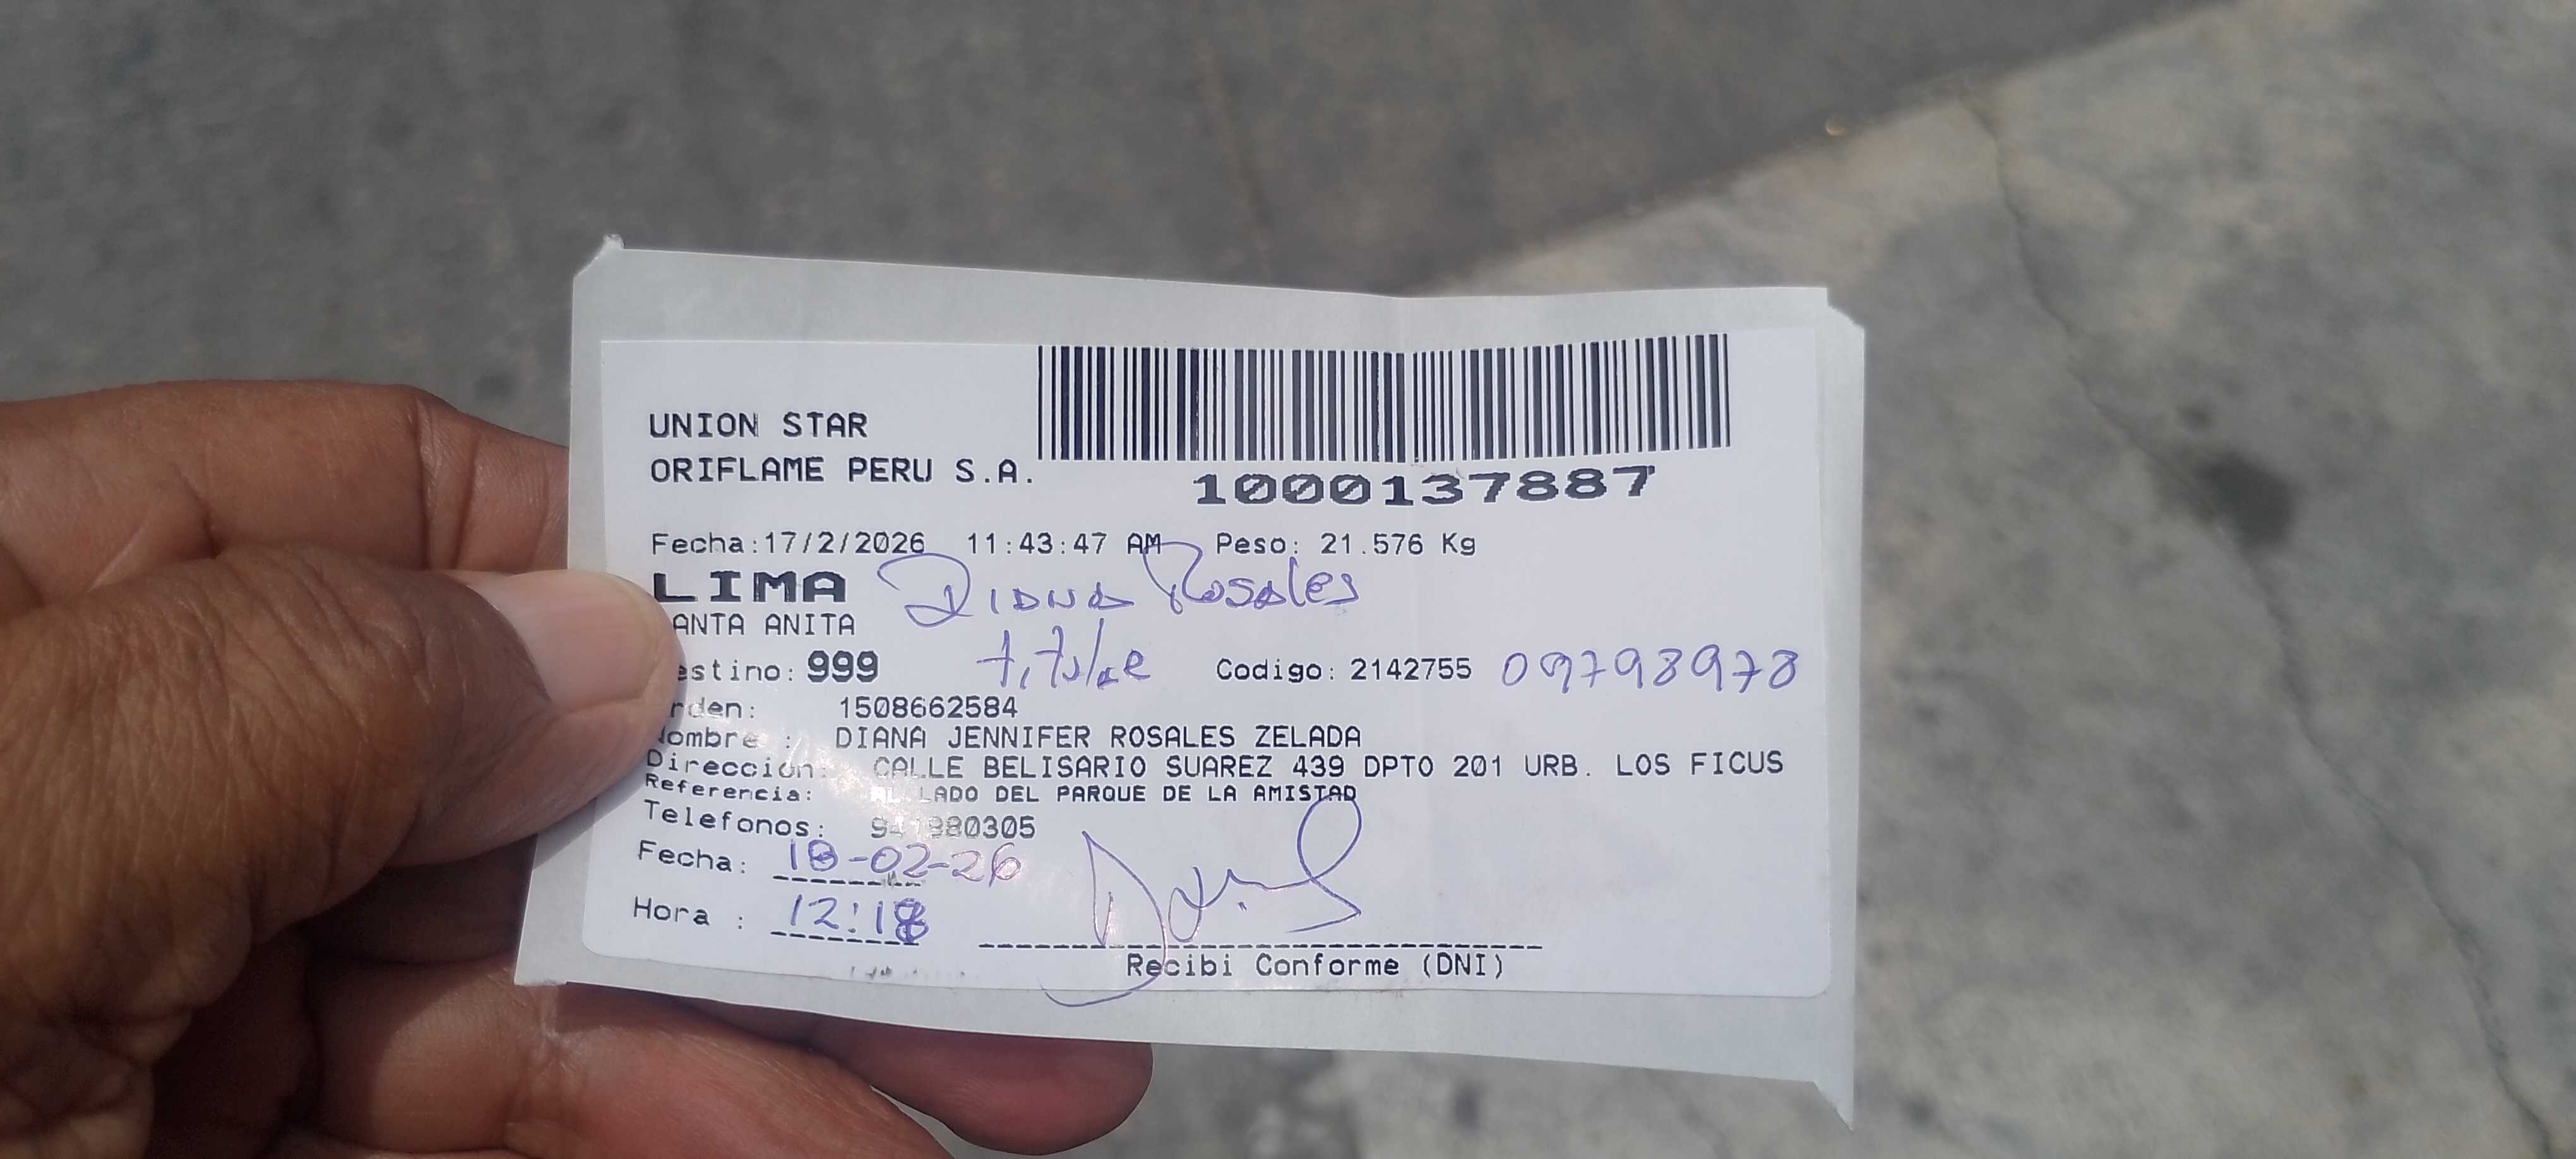 UNION STAR
ORIFLAME PERU S.A.
1000137887
Fecha:17/2/2026 11:43:47 AM Peso: 21.576 Kg
LIMA Diana Rosales
ANTA ANITA
estino: 999 titular Codigo: 2142755 09798978
rden: 1508662584
Nombre : DIANA JENNIFER ROSALES ZELADA
Direccion: CALLE BELISARIO SUAREZ 439 DPTO 201 URB. LOS FICUS
Referencia: AL LADO DEL PARQUE DE LA AMISTAD
Telefonos:
Fecha: 18-02-26
Hora : 12:18
Recibi Conforme (DNI)